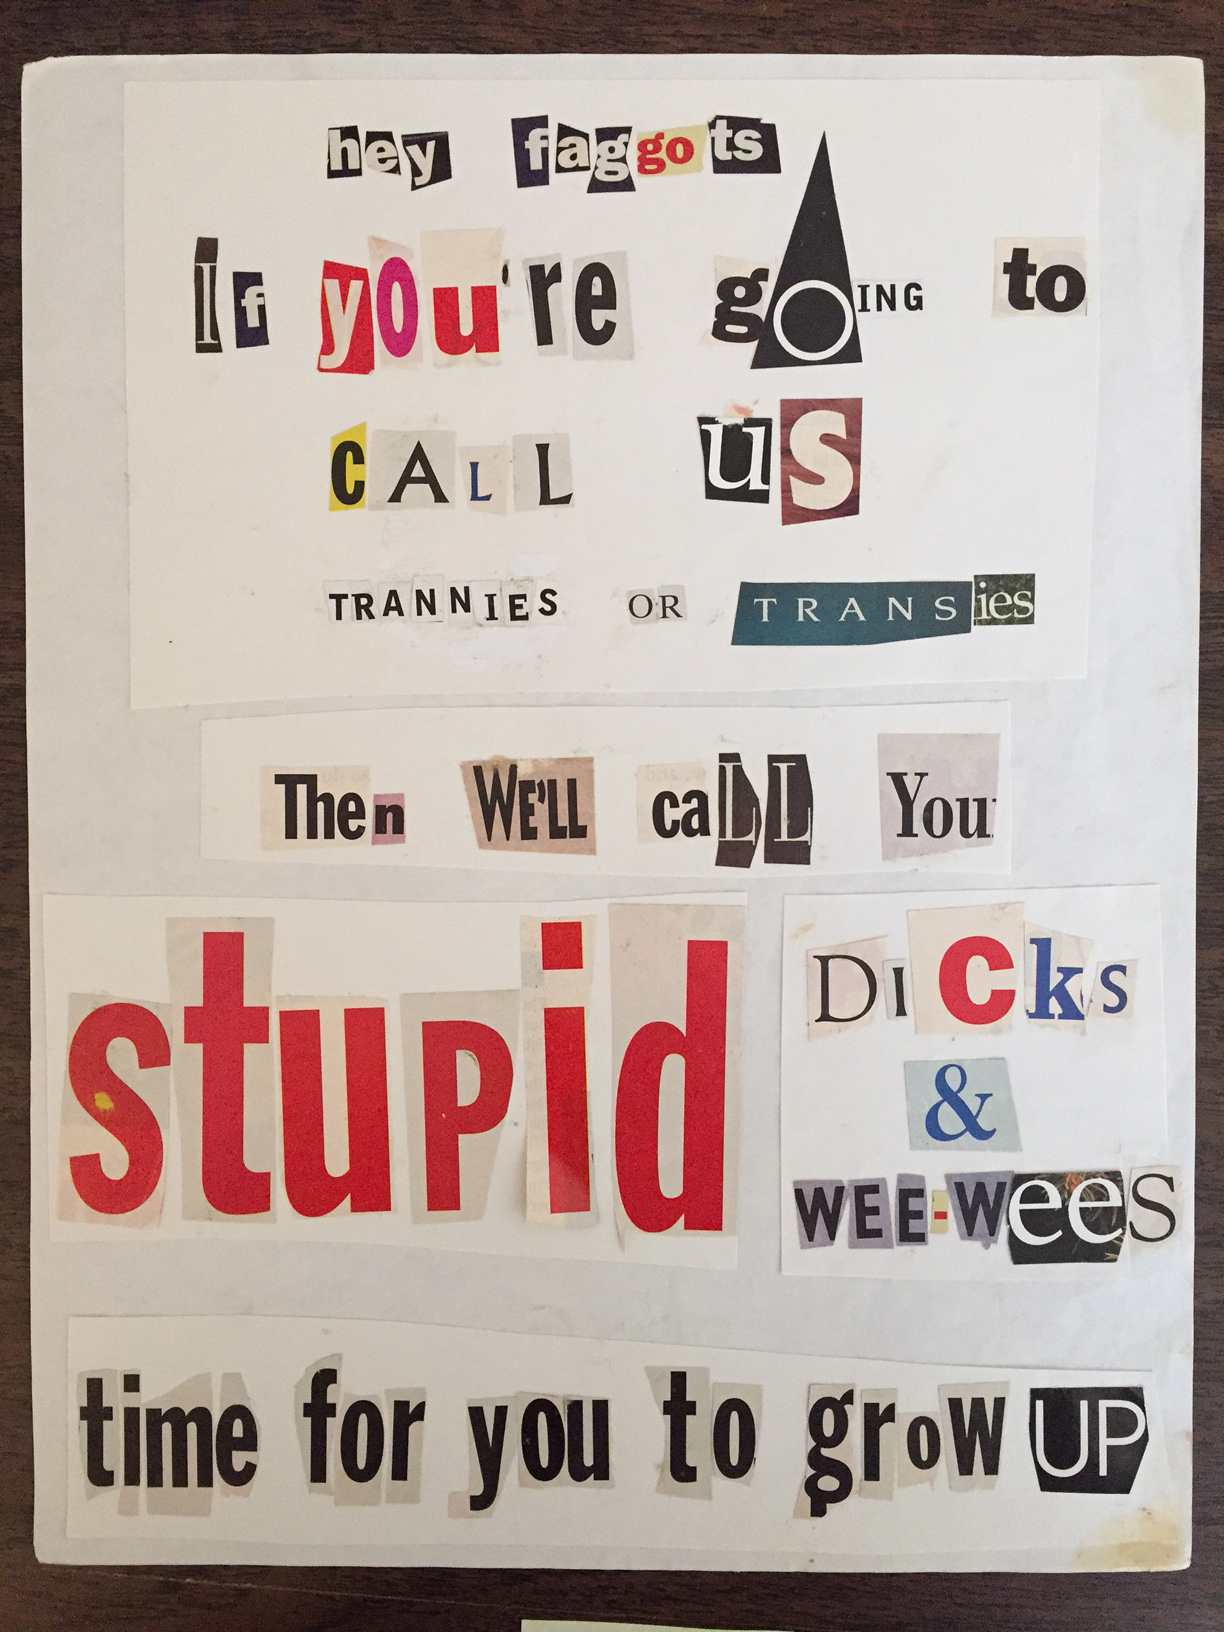 hey faggots
If you're gOING to
CALL us
TRANNIES OR TRANSies
Then WE'LL caLL You
stupid
DIcks
&
WEE-Wees
time for you to groW UP